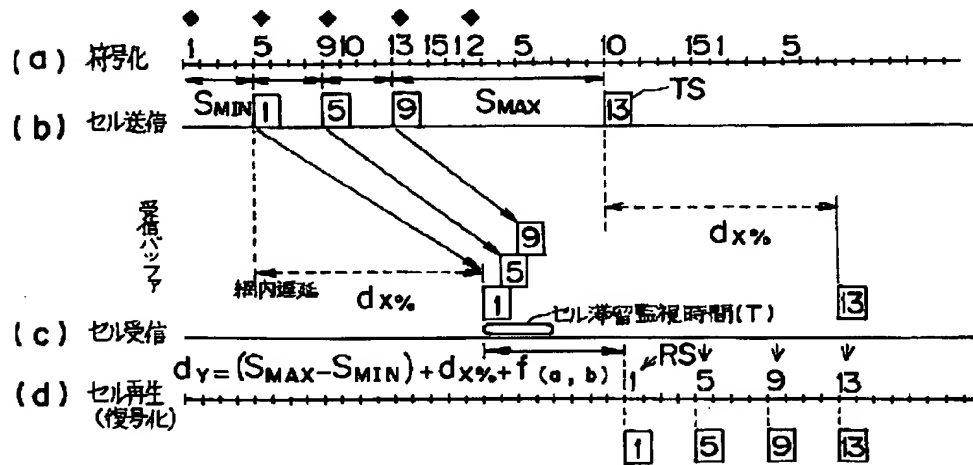 (a) 符号化 1 5 9 10 13 15 1 2 5 10 15 1 5
SMIN SMAX
(b) セル送信 1 5 9 13 TS
受信バッファ
9
dx%
5
網内遅延 dx% 1 13
セル滞留監視時間(T)
(c) セル受信
dY=(SMAX-SMIN)+dx%+f(a,b) 1 RS 5 9 13
(d) セル再生
(復号化)
1 5 9 13